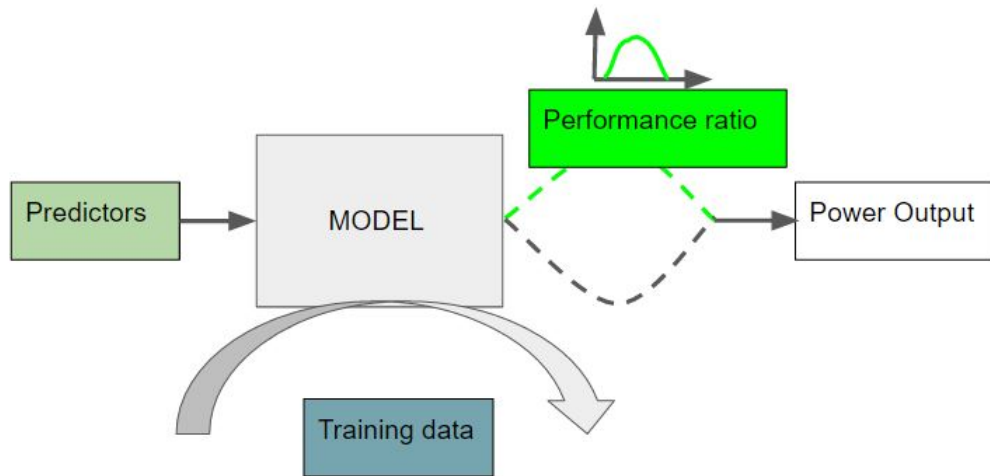 Performance ratio
Predictors
MODEL
Power Output
Training data